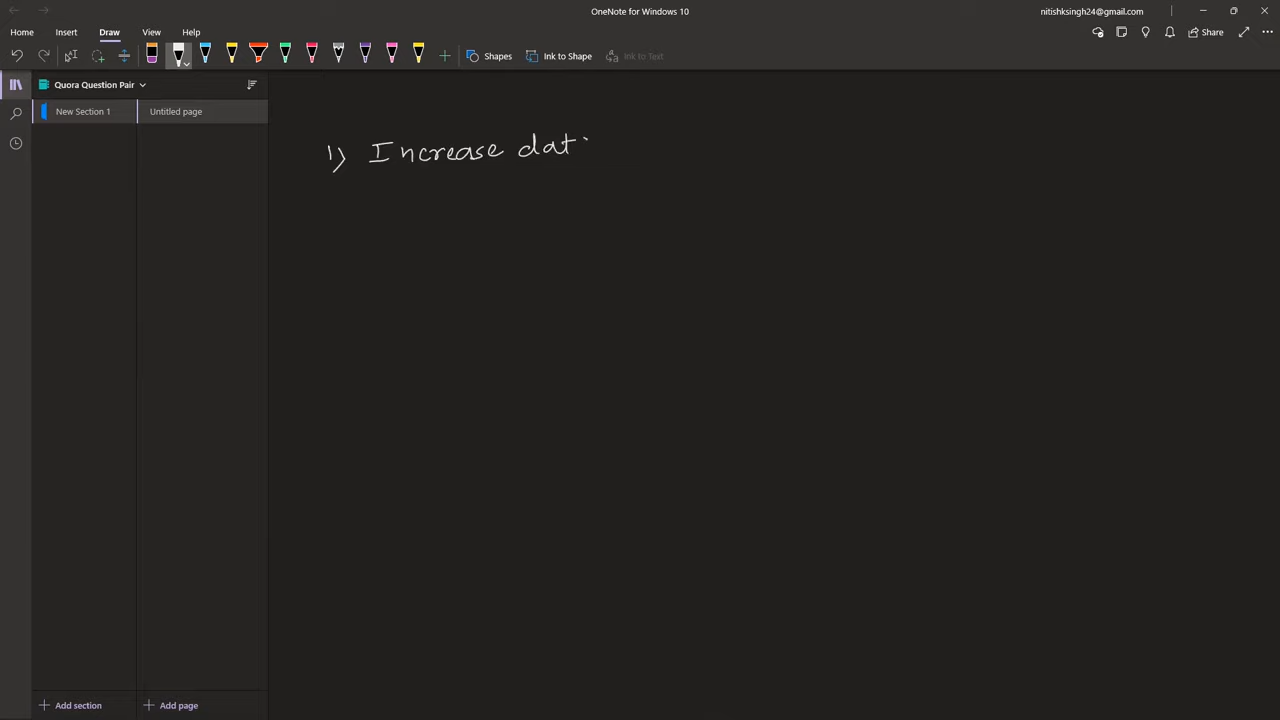 OneNote for Windows 10
nitishksingh24@gmail.com
Home Insert Draw View Help
Share
Shapes Ink to Shape Ink to Text
Quora Question Pair
New Section 1 Untitled page
1) Increase dat
Add section Add page